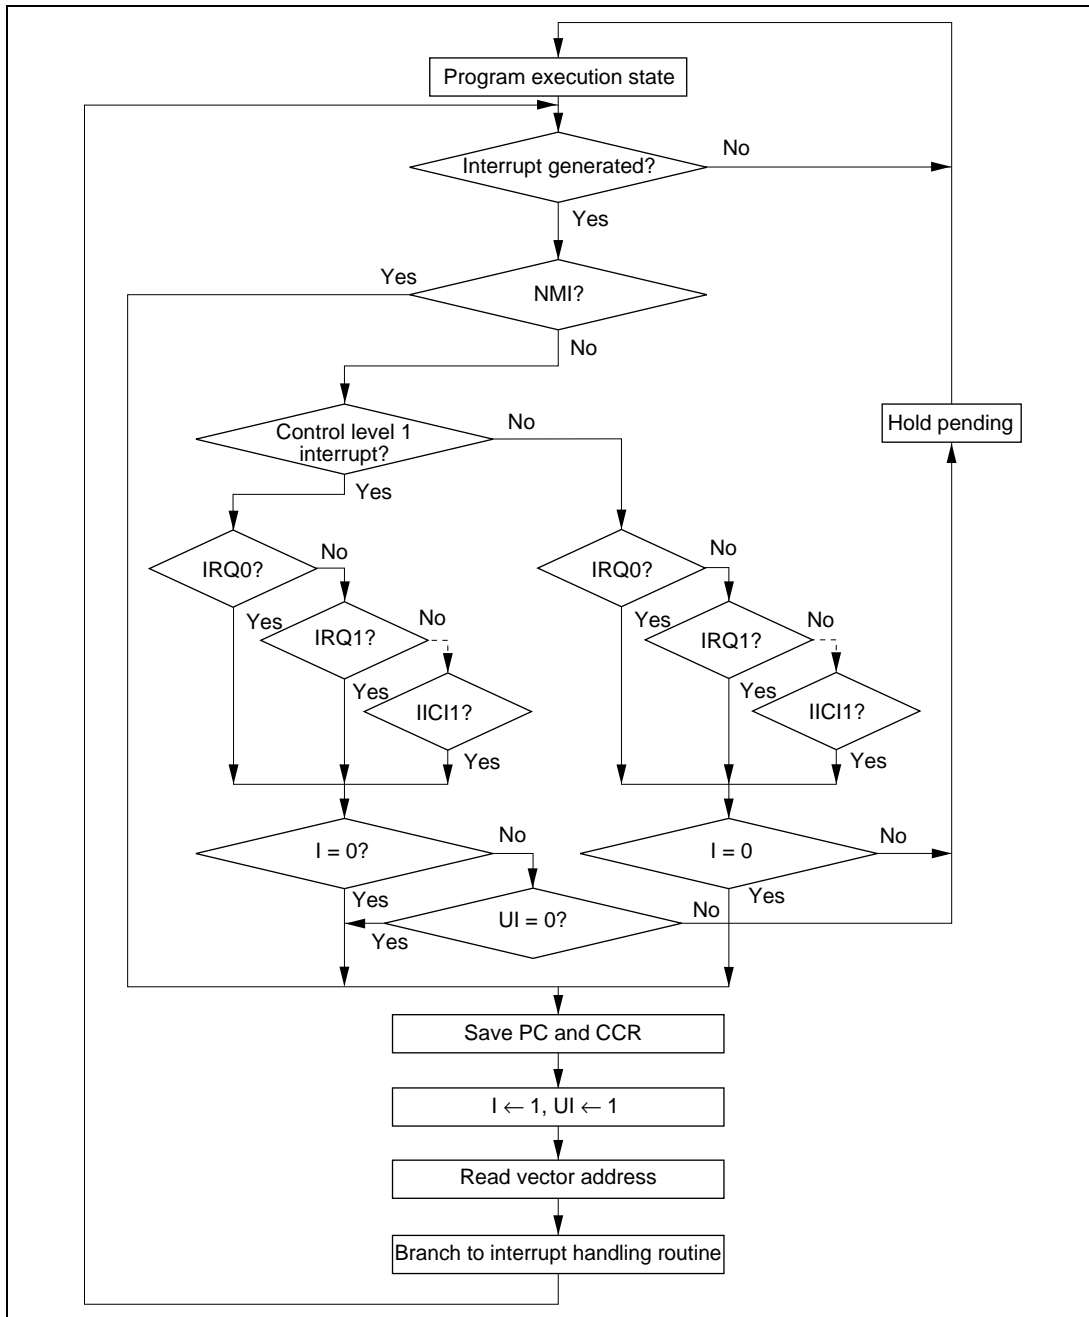 Program execution state
Interrupt generated?
No
Yes
Yes
NMI?
No
Control level 1
interrupt?
No
Hold pending
Yes
IRQ0?
No
IRQ0?
No
Yes
IRQ1?
No
Yes
IRQ1?
No
Yes
IICI1?
Yes
IICI1?
Yes
Yes
I = 0?
No
I = 0
No
Yes
Yes
UI = 0?
No
Yes
Save PC and CCR
I ← 1, UI ← 1
Read vector address
Branch to interrupt handling routine